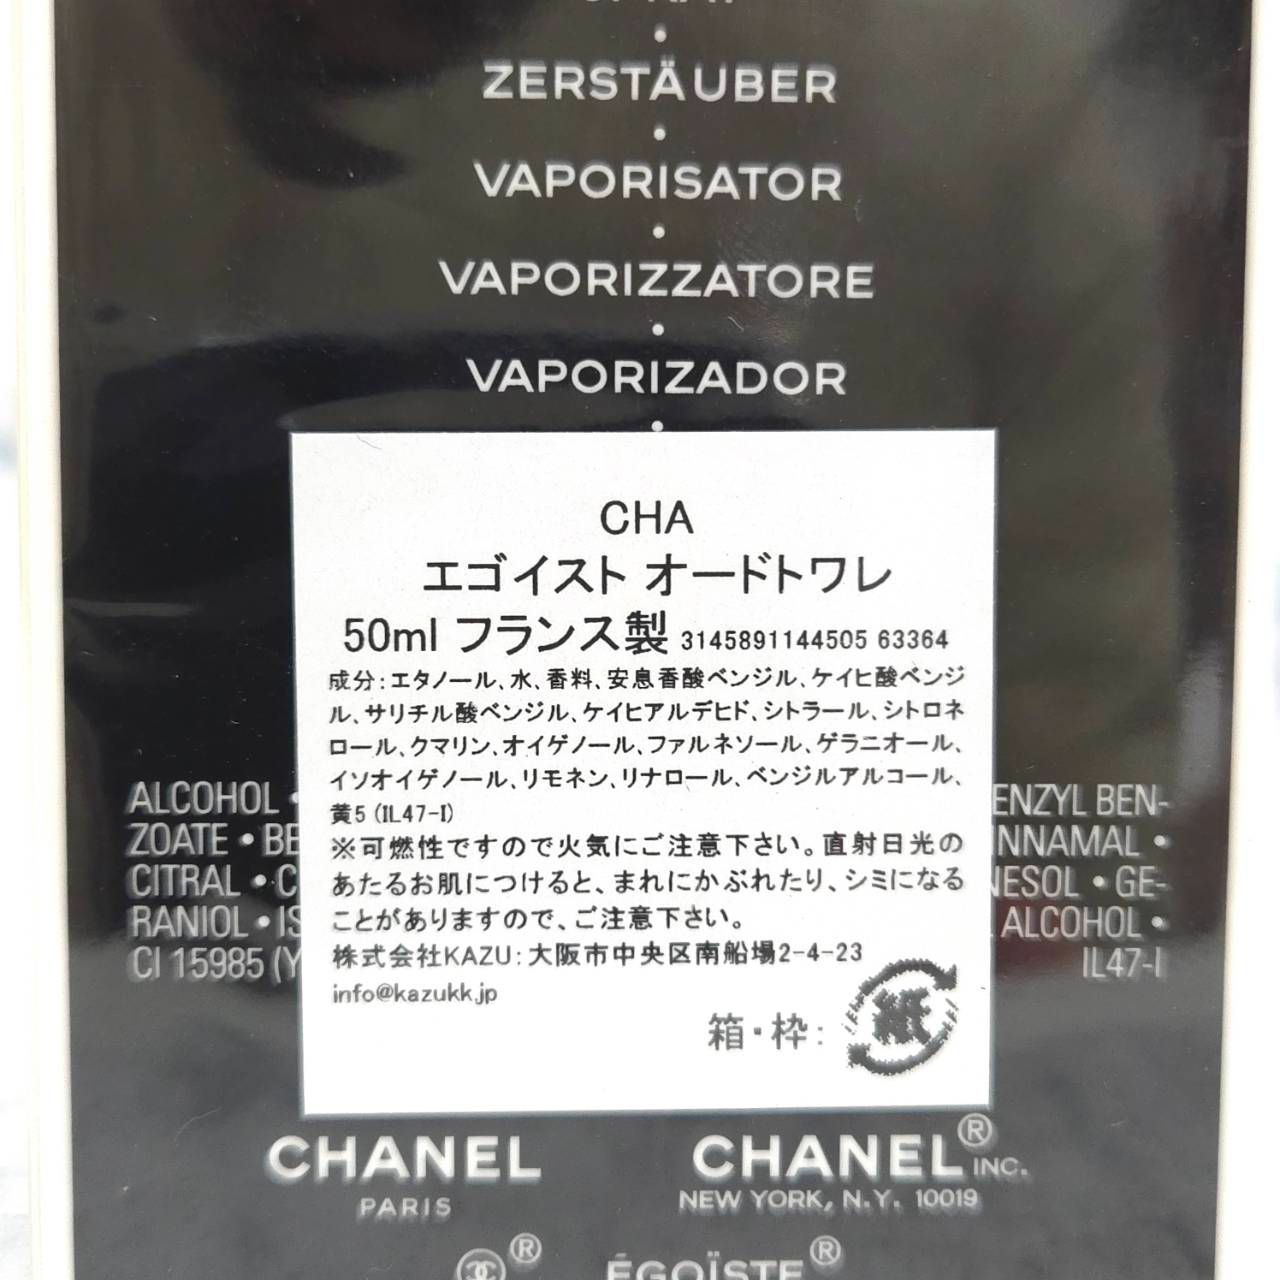 ZERSTÄUBER
VAPORISATOR
VAPORIZZATORE
VAPORIZADOR
CHA
エゴイスト オードトワレ
50ml フランス製 3145891144505 63364
成分:エタノール、水、香料、安息香酸ベンジル、ケイヒ酸ベンジ
ル、サリチル酸ベンジル、ケイヒアルデヒド、シトラール、シトロネ
ロール、クマリン、オイゲノール、ファルネソール、ゲラニオール、
イソオイゲノール、リモネン、リナロール、ベンジルアルコール、
黄5 (IL47-I)
※可燃性ですので火気にご注意下さい。直射日光の
あたるお肌につけると、まれにかぶれたり、シミになる
ことがありますので、ご注意下さい。
株式会社KAZU:大阪市中央区南船場2-4-23
info@kazukk.jp
箱・枠: 紙
ALCOHOL • ENZYL BEN-
ZOATE • BE INNAMAL •
CITRAL • C NESOL • GE-
RANIOL • IS ALCOHOL •
CI 15985 (Y IL47-I
CHANEL CHANEL® INC.
PARIS NEW YORK, N.Y. 10019
® ÉGOÏSTE®